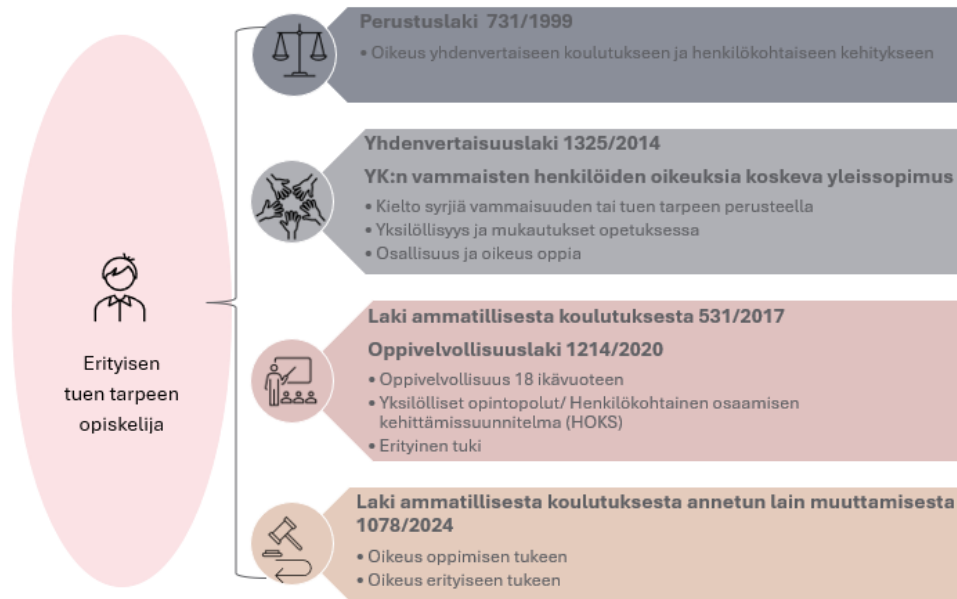 Erityisen
tuen tarpeen
opiskelija
Perustuslaki 731/1999
• Oikeus yhdenvertaiseen koulutukseen ja henkilökohtaiseen kehitykseen
Yhdenvertaisuuslaki 1325/2014
YK:n vammaisten henkilöiden oikeuksia koskeva yleissopimus
• Kielto syrjiä vammaisuuden tai tuen tarpeen perusteella
• Yksilöllisyys ja mukautukset opetuksessa
• Osallisuus ja oikeus oppia
Laki ammatillisesta koulutuksesta 531/2017
Oppivelvollisuuslaki 1214/2020
• Oppivelvollisuus 18 ikävuoteen
• Yksilölliset opintopolut/ Henkilökohtainen osaamisen
kehittämissuunnitelma (HOKS)
• Erityinen tuki
Laki ammatillisesta koulutuksesta annetun lain muuttamisesta
1078/2024
• Oikeus oppimisen tukeen
• Oikeus erityiseen tukeen